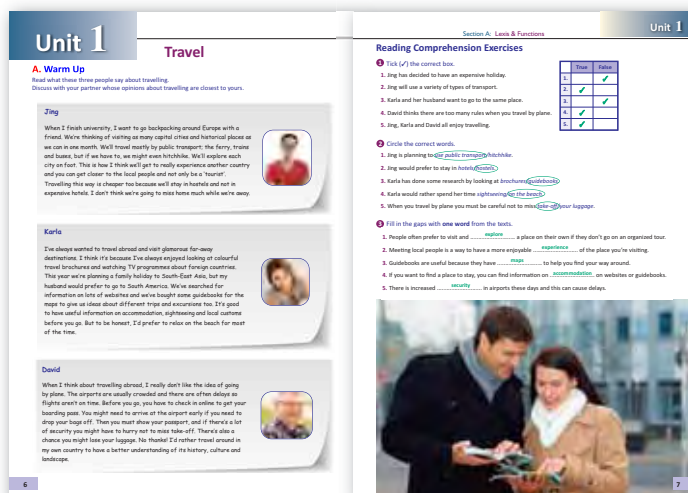 Unit 1
Travel
A. Warm Up
Read what these three people say about travelling.
Discuss with your partner whose opinions about travelling are closest to yours.
Jing
When I finish university, I want to go backpacking around Europe with a
friend. We're thinking of visiting as many capital cities and historical places as
we can in one month. We'll travel mostly by public transport; the ferry, trains
and buses, but if we have to, we might even hitchhike. We'll explore each
city on foot. This is how I think we'll get to really experience another country
and you can get closer to the local people and not only be a 'tourist'.
Travelling this way is cheaper too because we'll stay in hostels and not in
expensive hotels. I don't think we're going to miss home much while we're away.
Karla
I've always wanted to travel abroad and visit glamorous far-away
destinations. I think it's because I've always enjoyed looking at colourful
travel brochures and watching TV programmes about foreign countries.
This year we're planning a family holiday to South-East Asia, but my
husband would prefer to go to South America. We've searched for
information on lots of websites and we've bought some guidebooks for the
maps to give us ideas about different trips and excursions too. It's good
to have useful information on accommodation, sightseeing and local customs
before you go. But to be honest, I'd prefer to relax on the beach for most
of the time.
David
When I think about travelling abroad, I really don't like the idea of going
by plane. The airports are usually crowded and there are often delays so
flights aren't on time. Before you go, you have to check in online to get your
boarding pass. You might need to arrive at the airport early if you need to
drop your bags off. Then you must show your passport, and if there's a lot
of security you might have to hurry not to miss take-off. There's also a
chance you might lose your luggage. No thanks! I'd rather travel around in
my own country to have a better understanding of its history, culture and
landscape.
6
Section A: Lexis & Functions
Unit 1
Reading Comprehension Exercises
1 Tick (✓) the correct box.
1. Jing has decided to have an expensive holiday.
2. Jing will use a variety of types of transport.
3. Karla and her husband want to go to the same place.
4. David thinks there are too many rules when you travel by plane.
5. Jing, Karla and David all enjoy travelling.
True False
1. ✓
2. ✓
3. ✓
4. ✓
5. ✓
2 Circle the correct words.
1. Jing is planning to use public transport/hitchhike.
2. Jing would prefer to stay in hotels/hostels.
3. Karla has done some research by looking at brochures/guidebooks.
4. Karla would rather spend her time sightseeing/on the beach.
5. When you travel by plane you must be careful not to miss take-off/your luggage.
3 Fill in the gaps with one word from the texts.
1. People often prefer to visit and explore a place on their own if they don't go on an organized tour.
2. Meeting local people is a way to have a more enjoyable experience of the place you're visiting.
3. Guidebooks are useful because they have maps to help you find your way around.
4. If you want to find a place to stay, you can find information on accommodation on websites or guidebooks.
5. There is increased security in airports these days and this can cause delays.
7